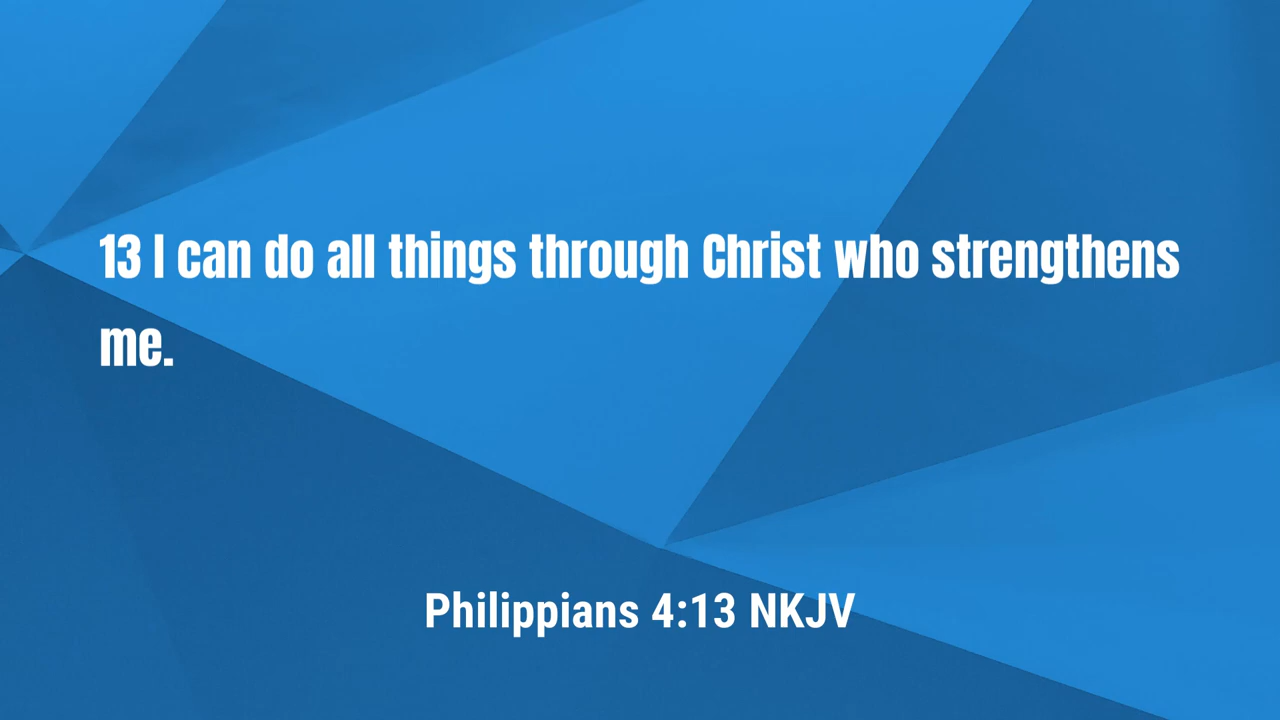 13 I can do all things through Christ who strengthens
me.
Philippians 4:13 NKJV